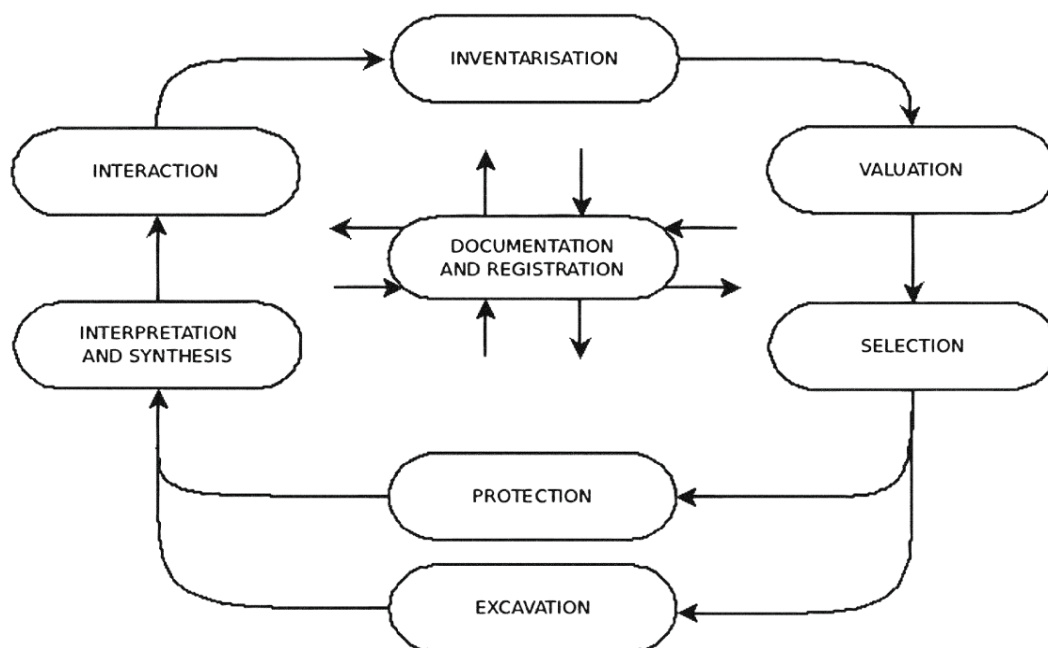 INVENTARISATION
INTERACTION
VALUATION
DOCUMENTATION
AND REGISTRATION
INTERPRETATION
AND SYNTHESIS
SELECTION
PROTECTION
EXCAVATION